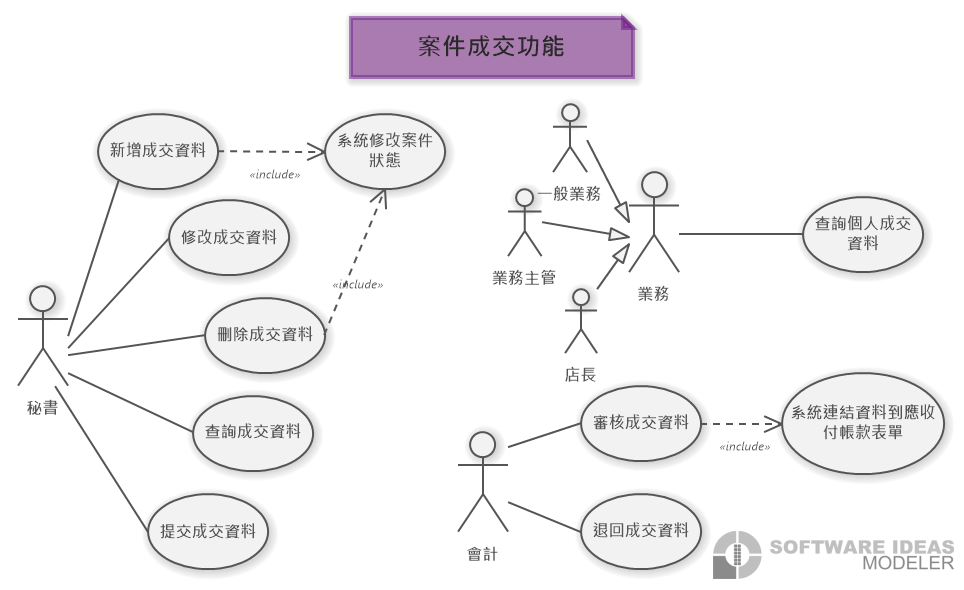 案件成交功能
新增成交資料
«include»
系統修改案件
狀態
修改成交資料
«include»
刪除成交資料
查詢成交資料
提交成交資料
秘書
一般業務
業務主管
店長
業務
查詢個人成交
資料
審核成交資料
«include»
系統連結資料到應收
付帳款表單
退回成交資料
會計
SOFTWARE IDEAS
MODELER